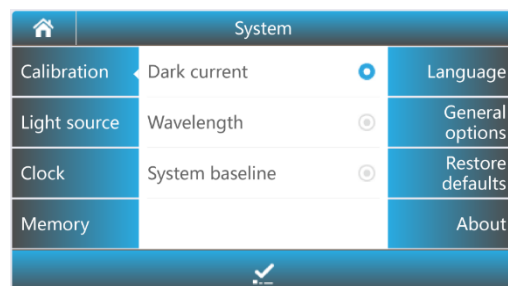 System
Calibration
Dark current
Language
Light source
Wavelength
General
options
Clock
System baseline
Restore
defaults
Memory
About